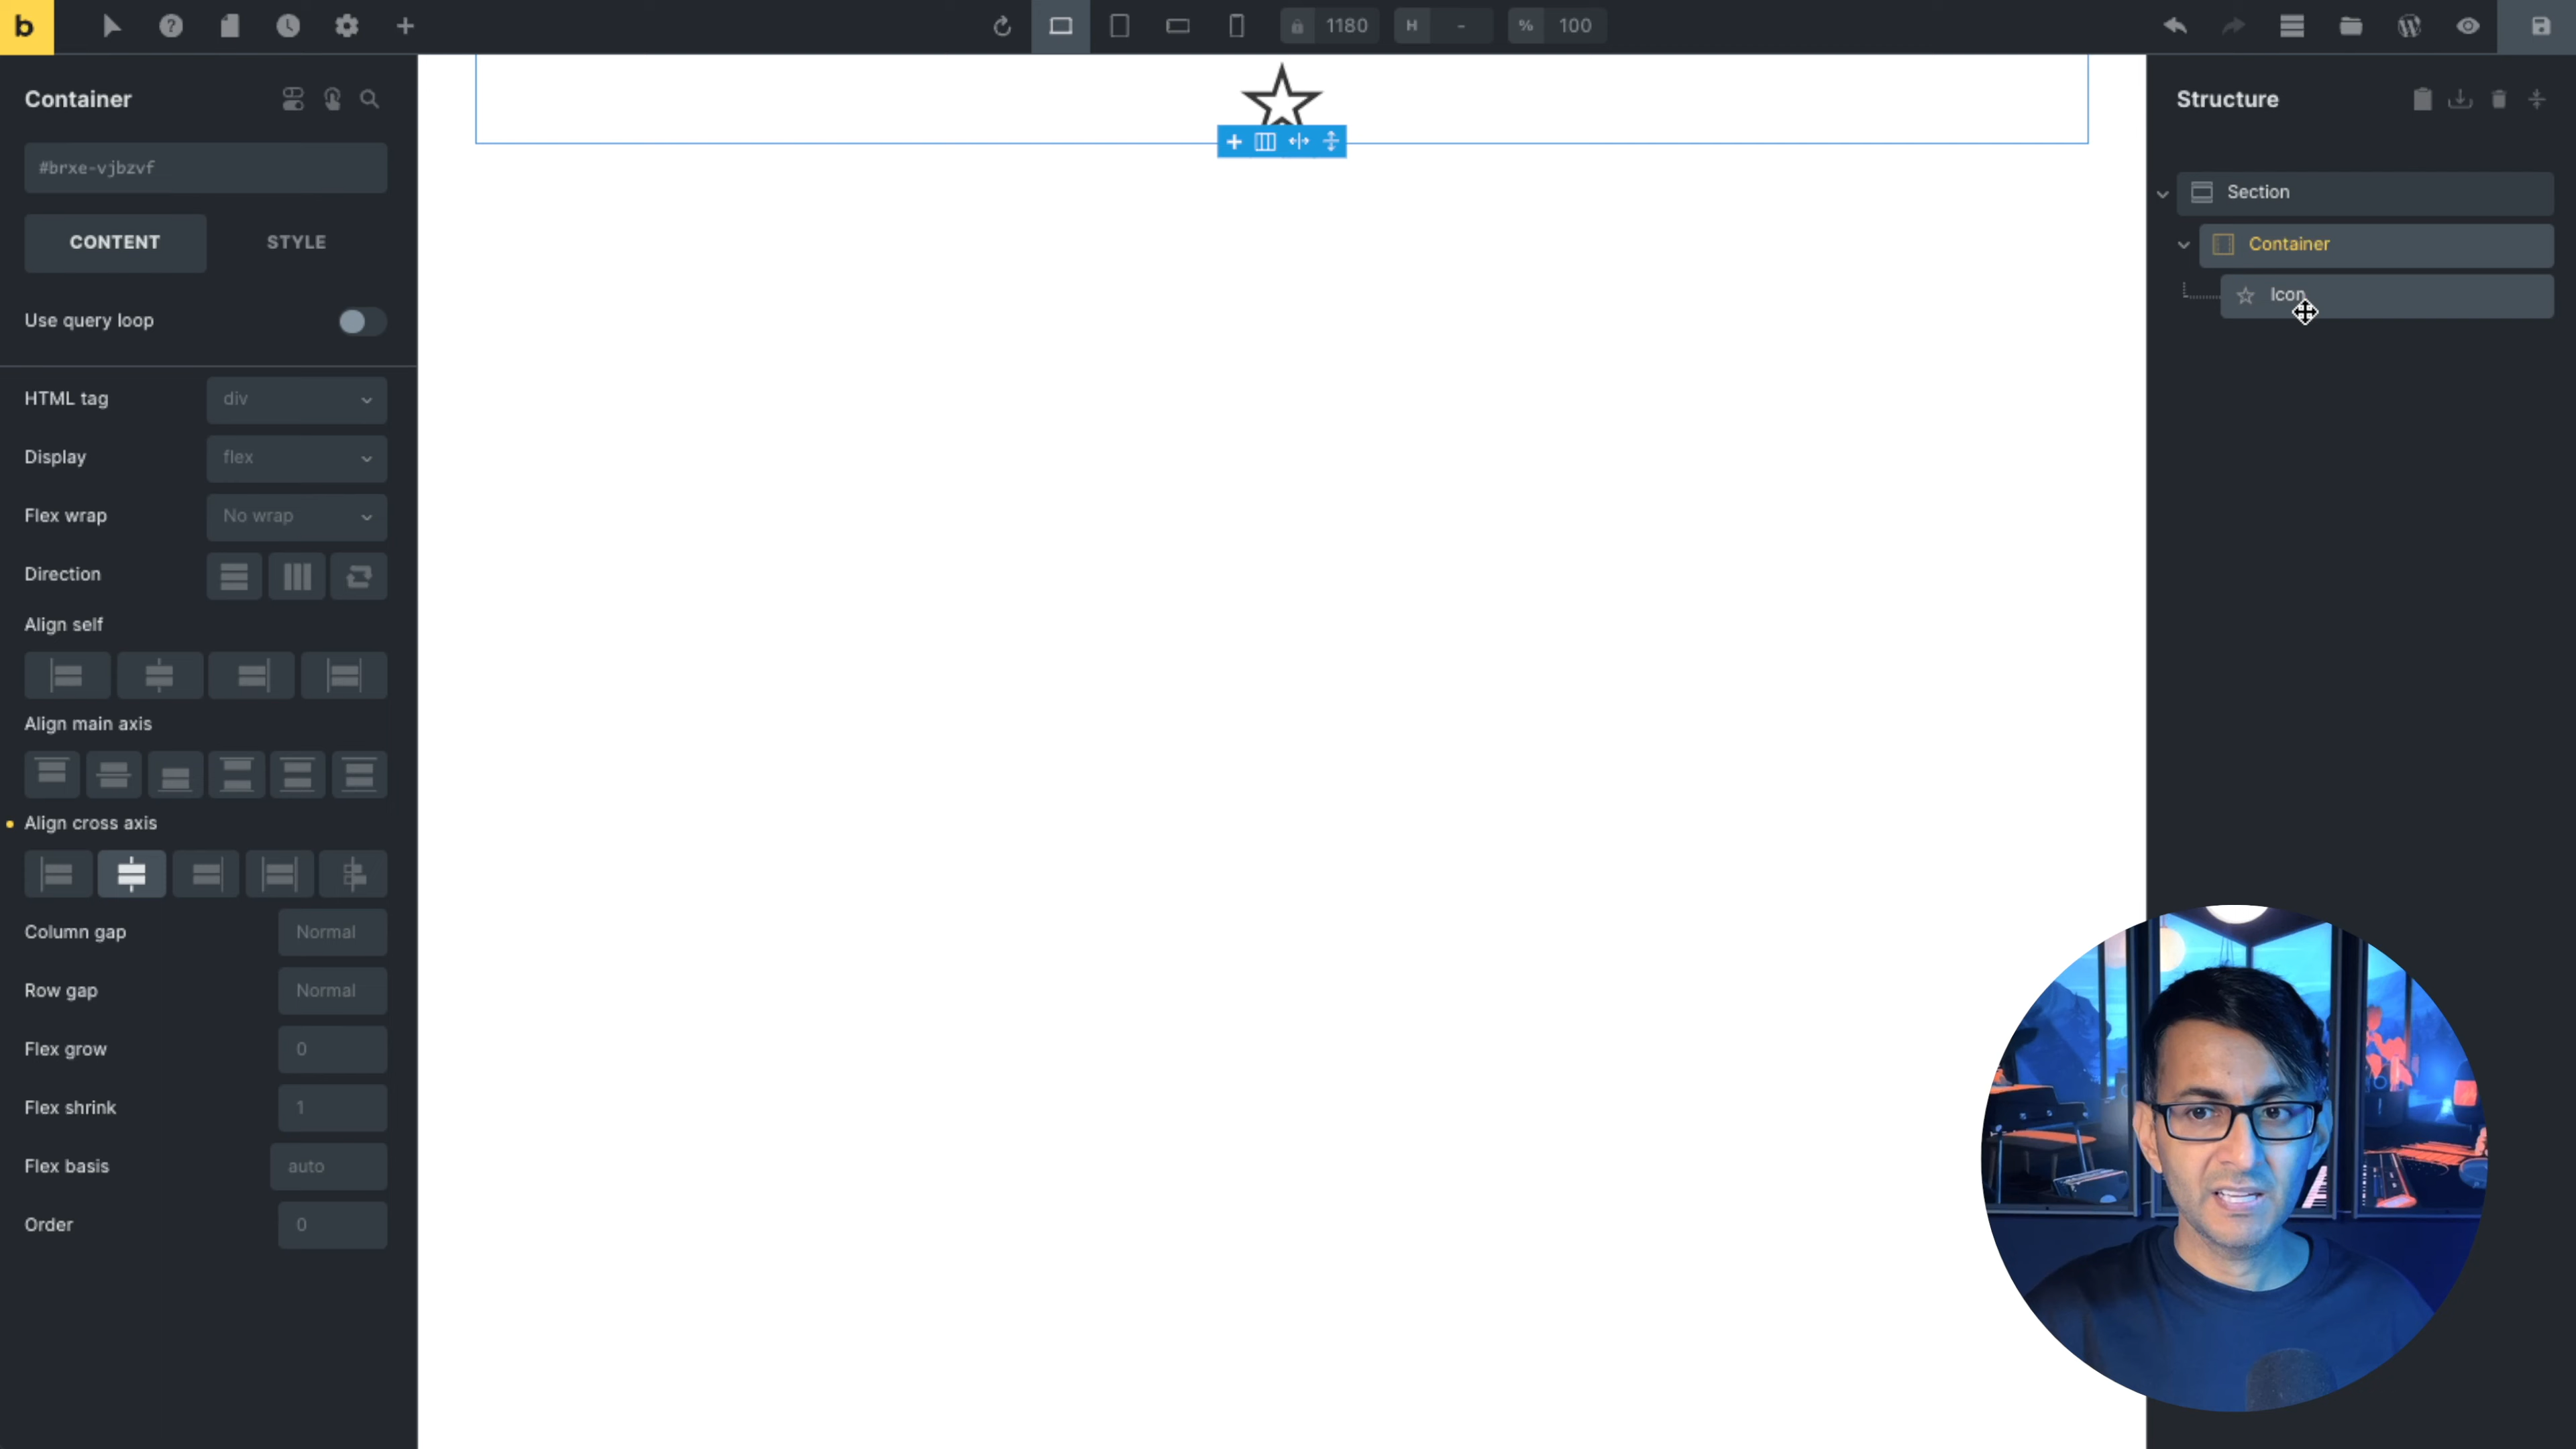 b
1180
H
-
%
100
Container
#brxe-vjbzvf
CONTENT
STYLE
Use query loop
HTML tag
div
Display
flex
Flex wrap
No wrap
Direction
Align self
Align main axis
Align cross axis
Column gap
Normal
Row gap
Normal
Flex grow
0
Flex shrink
1
Flex basis
auto
Order
0
Structure
Section
Container
Icon